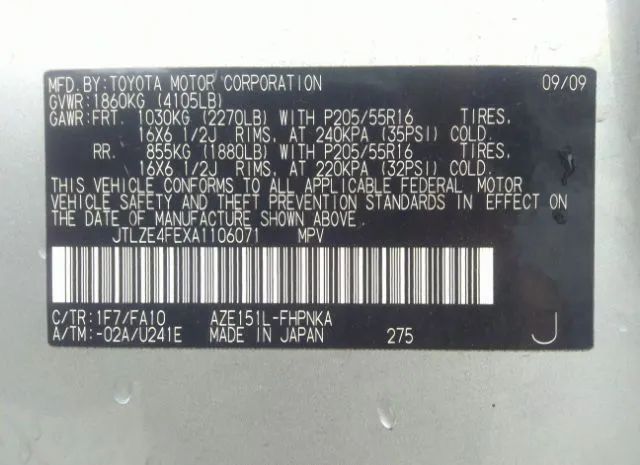 MFD. BY: TOYOTA MOTOR CORPORATION 09/09
GVWR: 1860KG (4105LB)
GAWR: FRT. 1030KG (2270LB) WITH P205/55R16 TIRES,
16X6 1/2J RIMS, AT 240KPA (35PSI) COLD.
RR. 855KG (1880LB) WITH P205/55R16 TIRES,
16X6 1/2J RIMS, AT 220KPA (32PSI) COLD.
THIS VEHICLE CONFORMS TO ALL APPLICABLE FEDERAL MOTOR
VEHICLE SAFETY AND THEFT PREVENTION STANDARDS IN EFFECT ON
THE DATE OF MANUFACTURE SHOWN ABOVE.
JTLZE4FEXA1106071 MPV
C/TR: 1F7/FA10 AZE151L-FHPNKA
A/TM: -02A/U241E MADE IN JAPAN 275 J